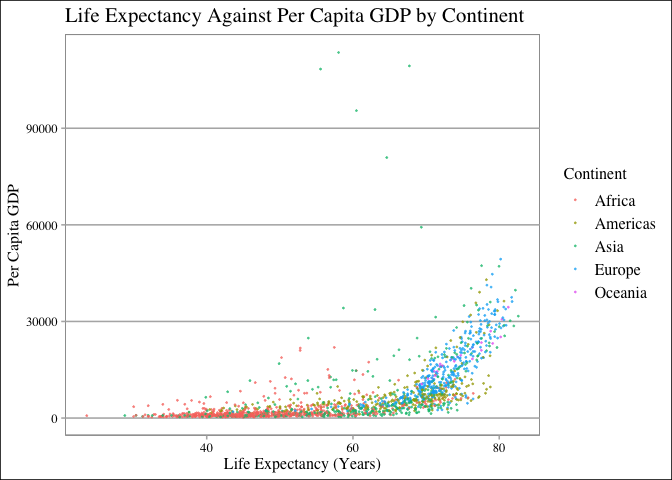 Life Expectancy Against Per Capita GDP by Continent
Per Capita GDP
90000
60000
30000
0
40
60
80
Life Expectancy (Years)
Continent
Africa
Americas
Asia
Europe
Oceania